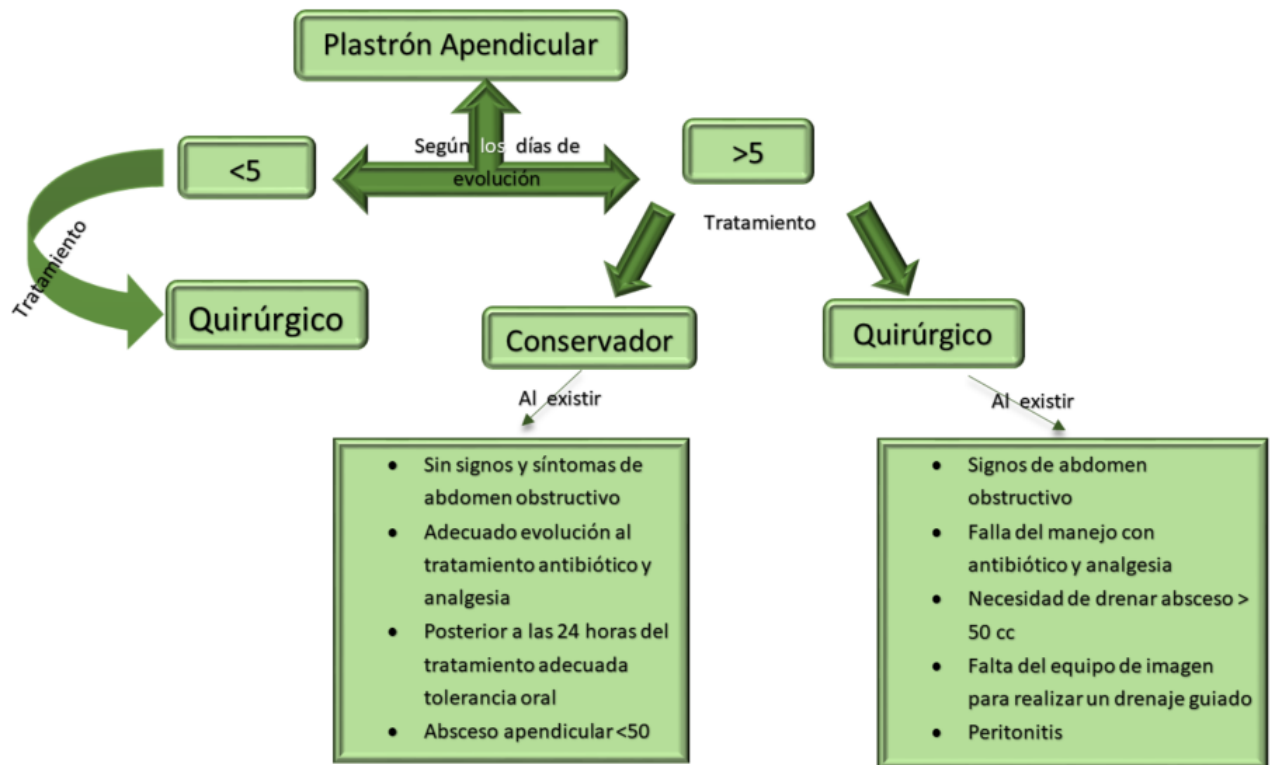 Plastrón Apendicular
Según los días de
evolución
<5
>5
Tratamiento
Tratamiento
Quirúrgico
Conservador
Quirúrgico
Al existir
Al existir
• Sin signos y síntomas de
abdomen obstructivo
• Adecuado evolución al
tratamiento antibiótico y
analgesia
• Posterior a las 24 horas del
tratamiento adecuada
tolerancia oral
• Absceso apendicular <50
• Signos de abdomen
obstructivo
• Falla del manejo con
antibiótico y analgesia
• Necesidad de drenar absceso >
50 cc
• Falta del equipo de imagen
para realizar un drenaje guiado
• Peritonitis